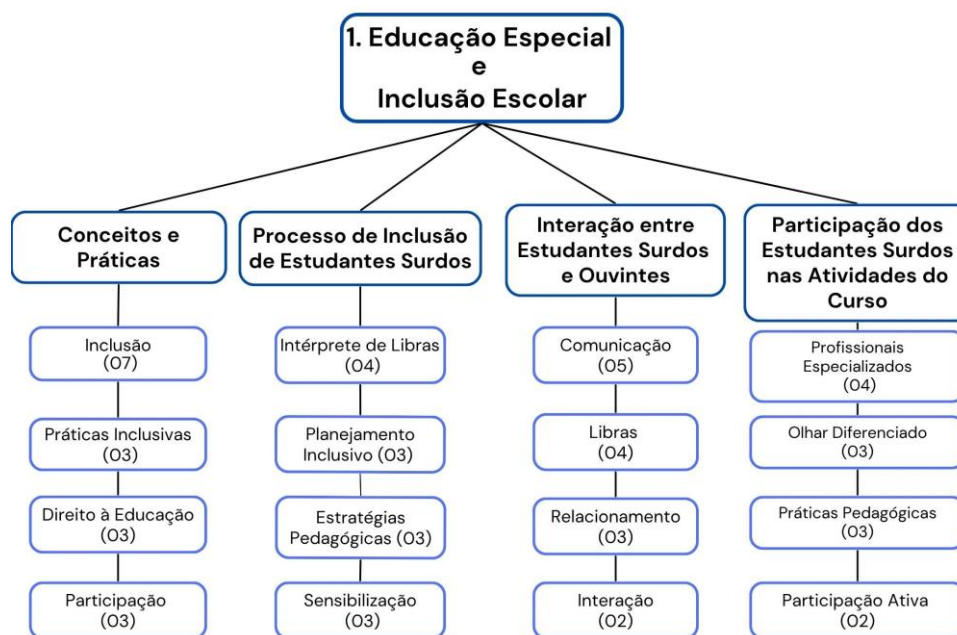 1. Educação Especial
e
Inclusão Escolar
Conceitos e
Práticas
Inclusão
(07)
Práticas Inclusivas
(03)
Direito à Educação
(03)
Participação
(03)
Processo de Inclusão
de Estudantes Surdos
Intérprete de Libras
(04)
Planejamento
Inclusivo (03)
Estratégias
Pedagógicas (03)
Sensibilização
(03)
Interação entre
Estudantes Surdos
e Ouvintes
Comunicação
(05)
Libras
(04)
Relacionamento
(03)
Interação
(02)
Participação dos
Estudantes Surdos
nas Atividades do
Curso
Profissionais
Especializados
(04)
Olhar Diferenciado
(03)
Práticas Pedagógicas
(03)
Participação Ativa
(02)